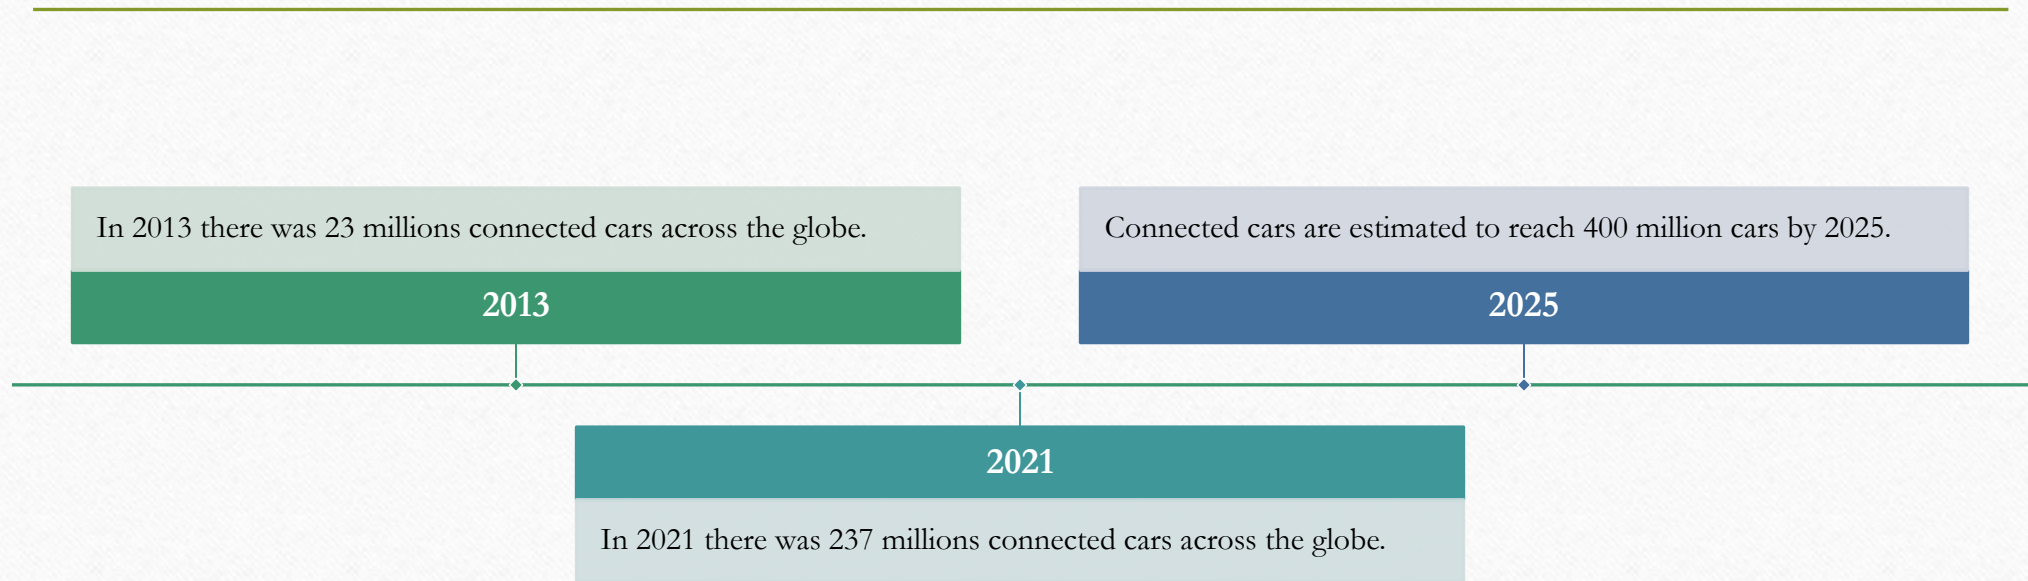 In 2013 there was 23 millions connected cars across the globe.
2013
Connected cars are estimated to reach 400 million cars by 2025.
2025
2021
In 2021 there was 237 millions connected cars across the globe.